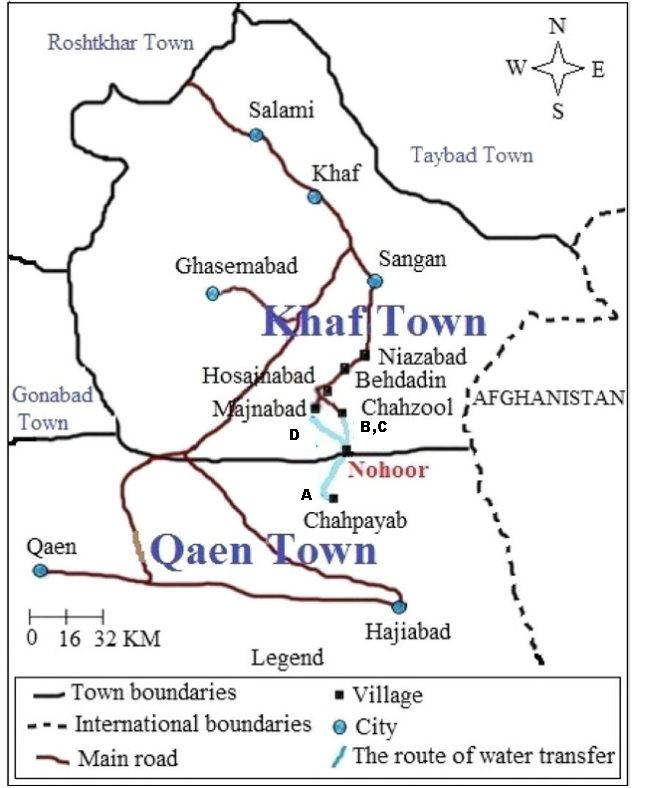 Roshtkhar Town
N
W
E
S
Salami
Taybad Town
Khaf
Ghasemabad
Sangan
Khaf Town
Niazabad
Hosajnabad
Behdadin
Gonabad
Town
Majnabad
Chahzool
AFGHANISTAN
D
B,C
Nohoor
A
Chahpayab
Qaen
Qaen Town
0 16 32 KM
Hajiabad
Legend
Town boundaries
Village
International boundaries
City
Main road
The route of water transfer